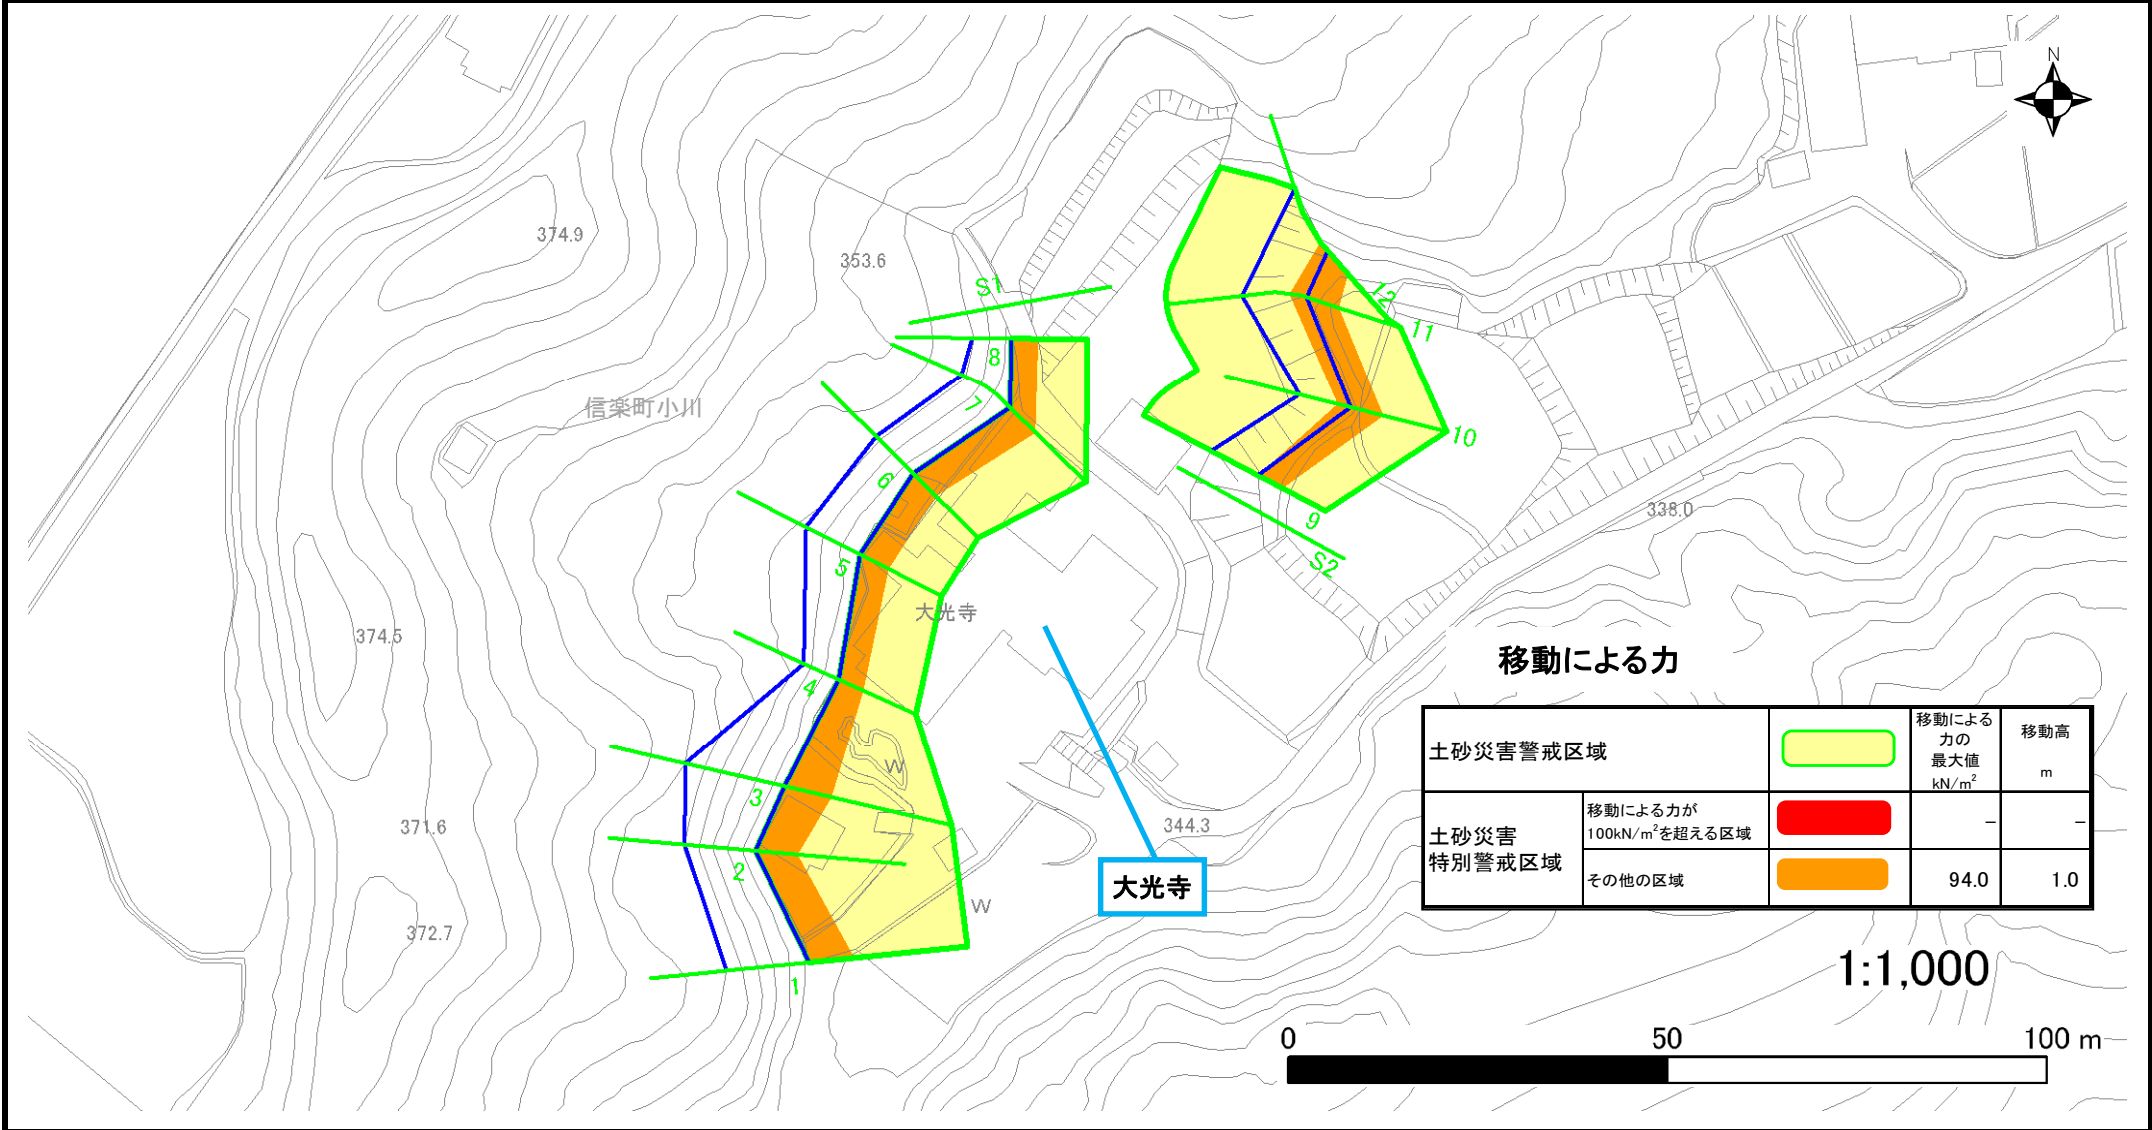 N
374.9
353.6
S1
12
11
8
信楽町小川
7
10
6
9
338.0
S2
5
大光寺
374.5
4
移動による力
W
3
371.6
344.3
2
大光寺
W
372.7
1
土砂災害警戒区域
移動による
力の
最大値
kN/m²
移動高
m
土砂災害
特別警戒区域
移動による力が
100kN/m²を超える区域
－
－
その他の区域
94.0
1.0
1:1,000
0 50 100 m